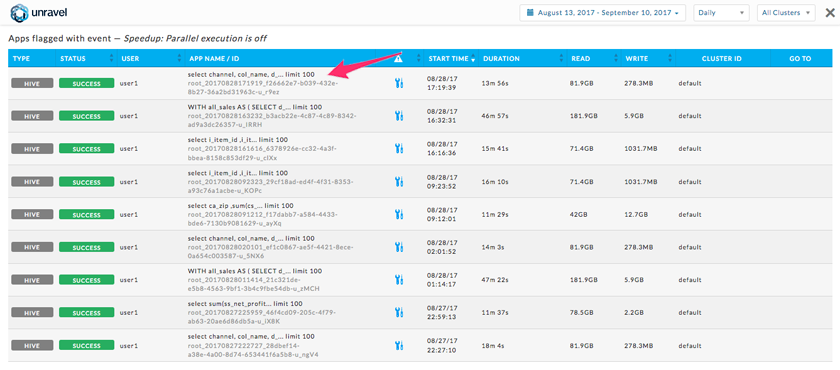 unravel
August 13, 2017 - September 10, 2017
Daily
All Clusters
Apps flagged with event — Speedup: Parallel execution is off
TYPE STATUS USER APP NAME / ID START TIME DURATION READ WRITE CLUSTER ID GO TO
HIVE SUCCESS user1 select channel, col_name, d_... limit 100
root_20170828171919_f26662e7-b039-432e-
8b27-36a2bd31963c-u_r9ez
08/28/17
17:19:39
13m 56s 81.9GB 278.3MB default
HIVE SUCCESS user1 WITH all_sales AS ( SELECT d_... limit 100
root_20170828163232_b3acb22e-4c87-4c89-8342-
ad9a3dc26357-u_IRRH
08/28/17
16:32:31
46m 57s 181.9GB 5.9GB default
HIVE SUCCESS user1 select i_item_id ,i_it... limit 100
root_20170828161616_6378926e-cc32-4a3f-
bbea-8158c853df29-u_cIXa
08/28/17
16:16:36
15m 41s 71.4GB 1031.7MB default
HIVE SUCCESS user1 select i_item_id ,i_it... limit 100
root_20170828092323_29cf18ad-ed4f-4f31-8353-
a93c76a1acbe-u_KOPc
08/28/17
09:23:52
16m 10s 71.4GB 1031.7MB default
HIVE SUCCESS user1 select ca_zip ,sum(cs_... limit 100
root_20170828091212_f17dabb7-a584-4433-
bde6-7130b9081629-u_ayXq
08/28/17
09:12:01
11m 29s 42GB 12.7GB default
HIVE SUCCESS user1 select channel, col_name, d_... limit 100
root_20170828020101_ef1c0867-ae5f-4421-8ece-
0a654c003587-u_5NX6
08/28/17
02:01:52
14m 3s 81.9GB 278.3MB default
HIVE SUCCESS user1 WITH all_sales AS ( SELECT d_... limit 100
root_20170828011414_21c321de-
e5b8-4563-9bf1-3b4c9fbe54db-u_zMCH
08/28/17
01:14:17
47m 22s 181.9GB 5.9GB default
HIVE SUCCESS user1 select sum(ss_net_profit... limit 100
root_20170827225959_46f4cd09-205c-4f79-
ab63-20ae6d86db5a-u_iX8K
08/27/17
22:59:13
11m 37s 78.5GB 2.2GB default
HIVE SUCCESS user1 select channel, col_name, d_... limit 100
root_20170827222727_28dbef14-
a38e-4a00-8d74-653441f6a5b8-u_ngV4
08/27/17
22:27:10
18m 4s 81.9GB 278.3MB default